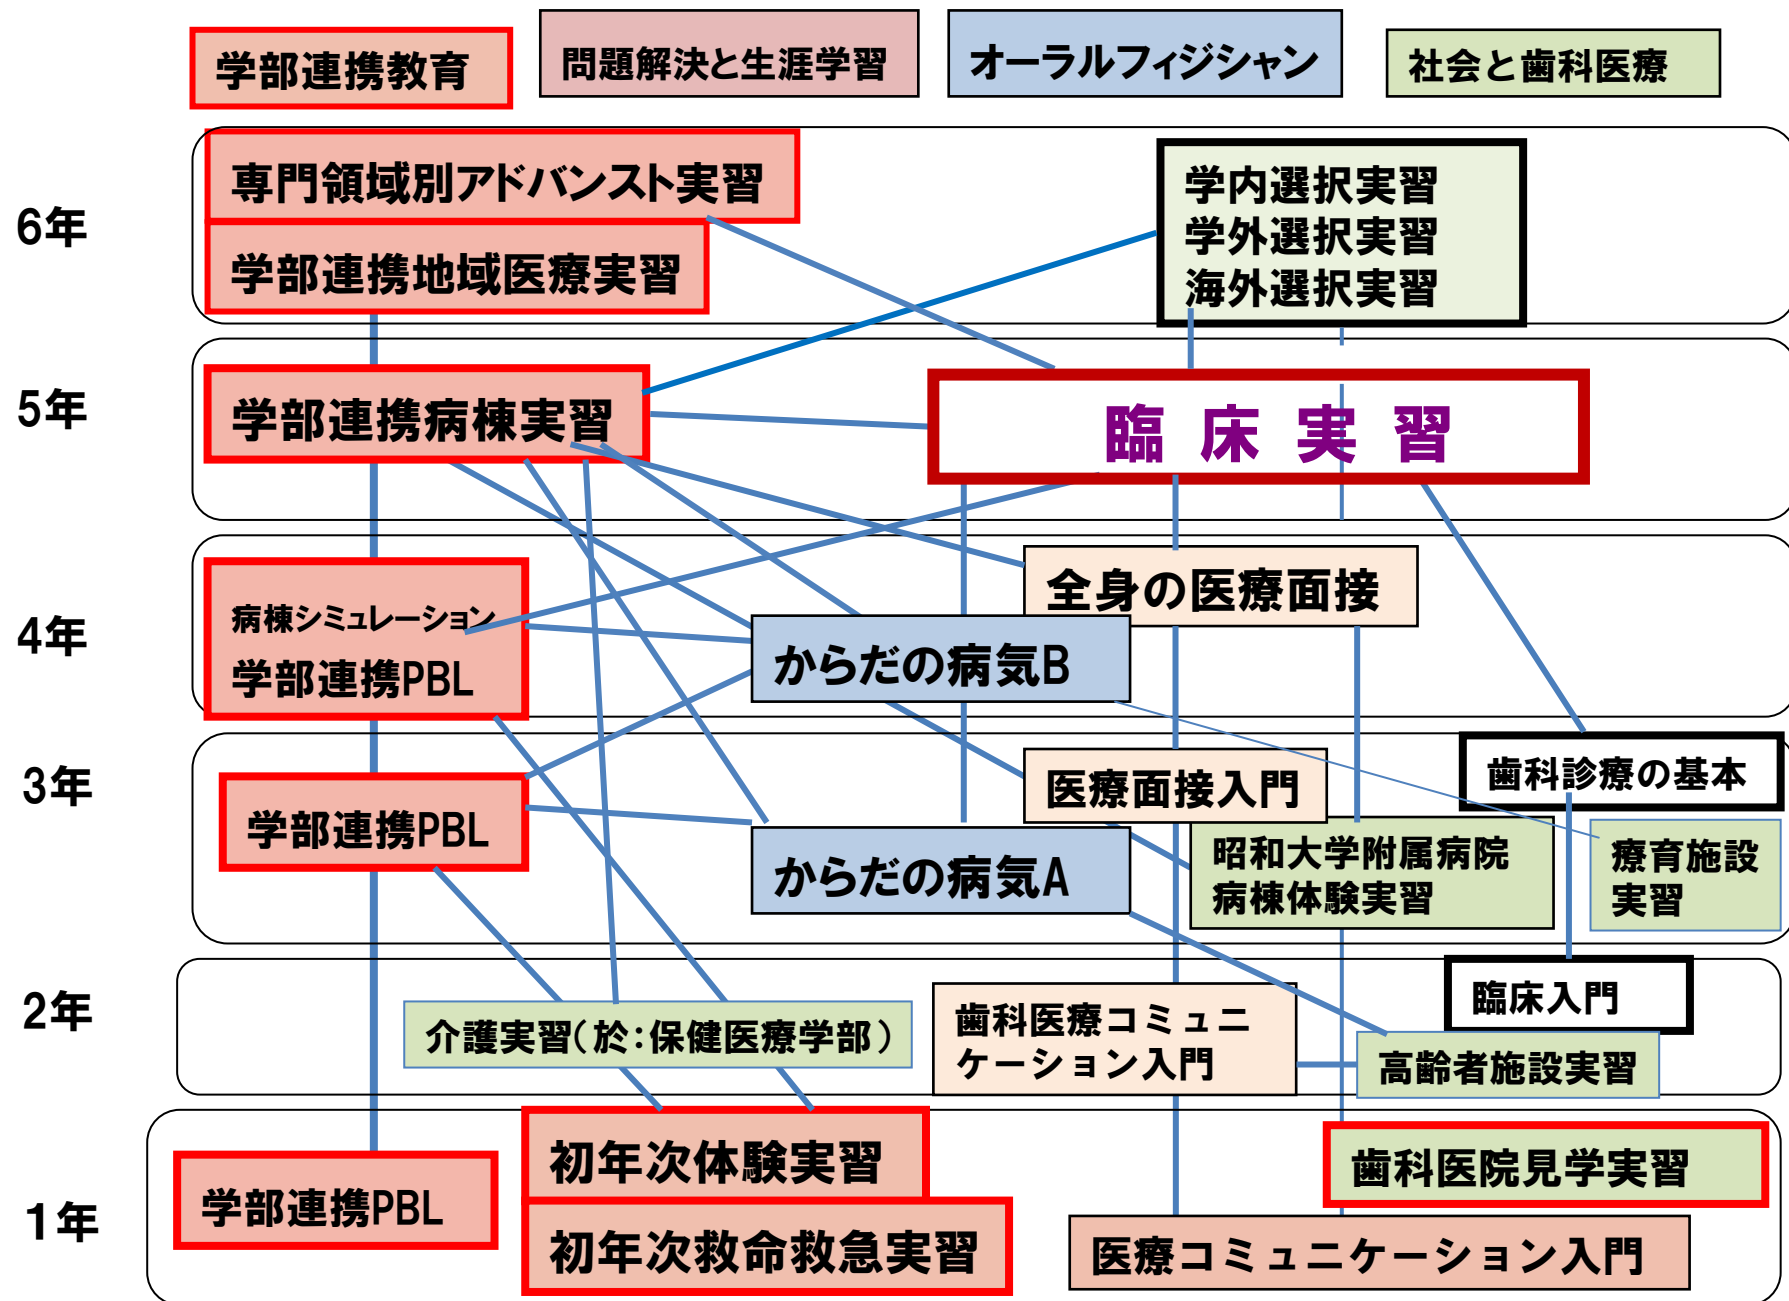 学部連携教育
問題解決と生涯学習
オーラルフィジシャン
社会と歯科医療
6年
専門領域別アドバンスト実習
学部連携地域医療実習
学内選択実習
学外選択実習
海外選択実習
5年
学部連携病棟実習
臨床実習
4年
病棟シミュレーション
学部連携PBL
全身の医療面接
からだの病気B
3年
学部連携PBL
医療面接入門
からだの病気A
歯科診療の基本
昭和大学附属病院
病棟体験実習
療育施設
実習
2年
介護実習(於:保健医療学部)
歯科医療コミュニ
ケーション入門
臨床入門
高齢者施設実習
1年
学部連携PBL
初年次体験実習
初年次救命救急実習
歯科医院見学実習
医療コミュニケーション入門